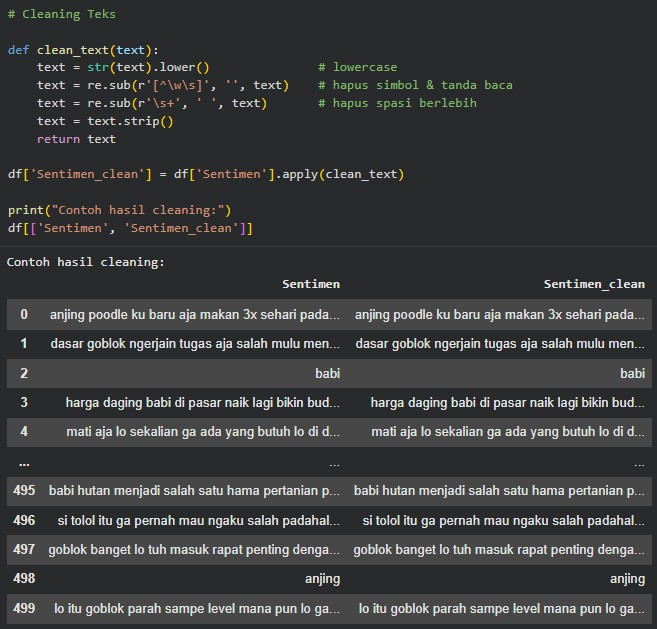 # Cleaning Teks
def clean_text(text):
    text = str(text).lower()               # lowercase
    text = re.sub(r'[^\w\s]', '', text)    # hapus simbol & tanda baca
    text = re.sub(r'\s+', ' ', text)       # hapus spasi berlebih
    text = text.strip()
    return text
df['Sentimen_clean'] = df['Sentimen'].apply(clean_text)
print("Contoh hasil cleaning:")
df[['Sentimen', 'Sentimen_clean']]
Contoh hasil cleaning:
Sentimen Sentimen_clean
0 anjing poodle ku baru aja makan 3x sehari pada... anjing poodle ku baru aja makan 3x sehari pada...
1 dasar goblok ngerjain tugas aja salah mulu men... dasar goblok ngerjain tugas aja salah mulu men...
2 babi babi
3 harga daging babi di pasar naik lagi bikin bud... harga daging babi di pasar naik lagi bikin bud...
4 mati aja lo sekalian ga ada yang butuh lo di d... mati aja lo sekalian ga ada yang butuh lo di d...
... ... ...
495 babi hutan menjadi salah satu hama pertanian p... babi hutan menjadi salah satu hama pertanian p...
496 si tolol itu ga pernah mau ngaku salah padahal... si tolol itu ga pernah mau ngaku salah padahal...
497 goblok banget lo tuh masuk rapat penting denga... goblok banget lo tuh masuk rapat penting denga...
498 anjing anjing
499 lo itu goblok parah sampe level mana pun lo ga... lo itu goblok parah sampe level mana pun lo ga...